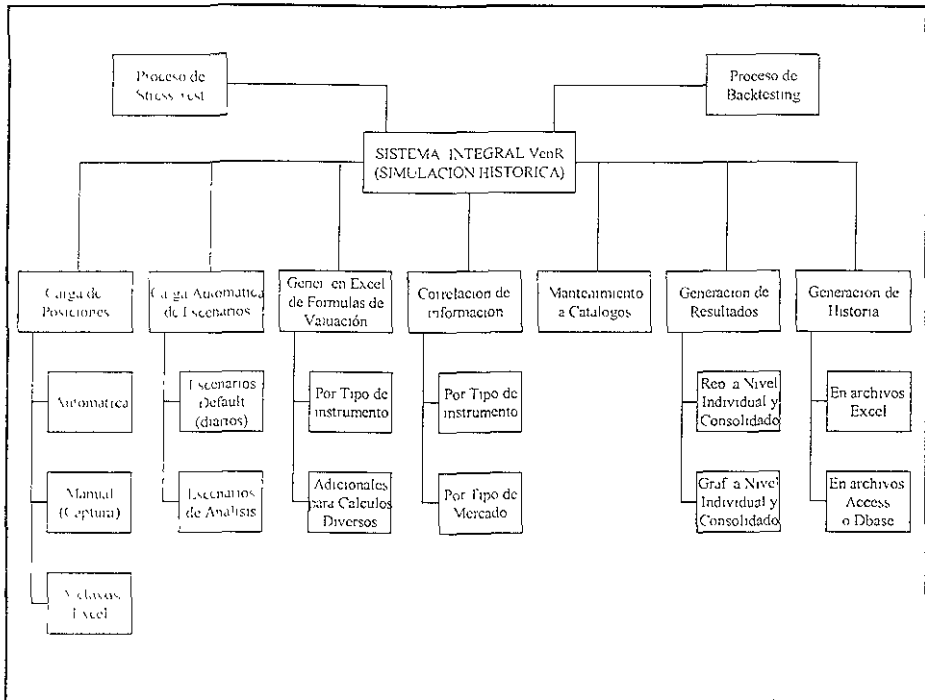 Proceso de
Stress Test
Proceso de
Backtesting
SISTEMA INTEGRAL VenR
(SIMULACION HISTORICA)
Carga de
Posiciones
Carga Automatica
de Escenarios
Gener en Excel
de Formulas de
Valuación
Correlacion de
Informacion
Mantenimiento
a Catalogos
Generacion de
Resultados
Generacion de
Historia
Automatica
Escenarios
Default
(diarios)
Por Tipo de
instrumento
Por Tipo de
instrumento
Rep a Nivel
Individual y
Consolidado
En archivos
Excel
Manual
(Captura)
Escenarios
de Analisis
Adicionales
para Calculos
Diversos
Por Tipo de
Mercado
Graf a Nivel
Individual y
Consolidado
En archivos
Access
o Dbase
Excel